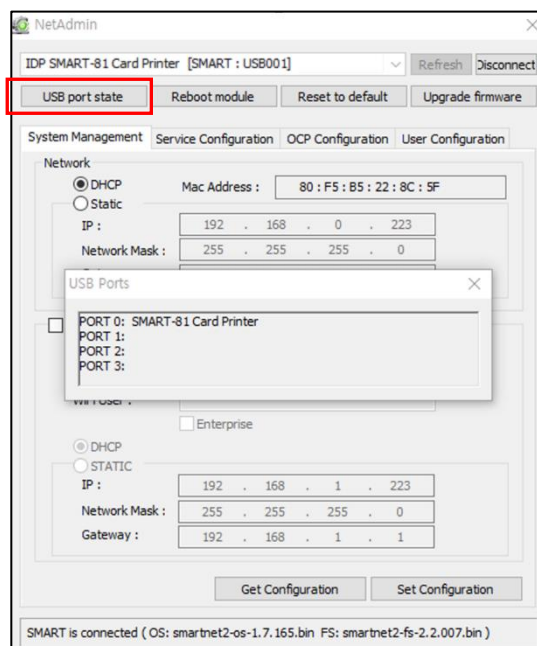 NetAdmin
IDP SMART-81 Card Printer [SMART : USB001]
Refresh
Disconnect
USB port state
Reboot module
Reset to default
Upgrade firmware
System Management
Service Configuration
OCP Configuration
User Configuration
Network
DHCP
Mac Address :
80 : F5 : B5 : 22 : 8C : 5F
Static
IP :
192 . 168 . 0 . 223
Network Mask :
255 . 255 . 255 . 0
USB Ports
PORT 0: SMART-81 Card Printer
PORT 1:
PORT 2:
PORT 3:
Enterprise
DHCP
STATIC
IP :
192 . 168 . 1 . 223
Network Mask :
255 . 255 . 255 . 0
Gateway :
192 . 168 . 1 . 1
Get Configuration
Set Configuration
SMART is connected ( OS: smartnet2-os-1.7.165.bin FS: smartnet2-fs-2.2.007.bin )